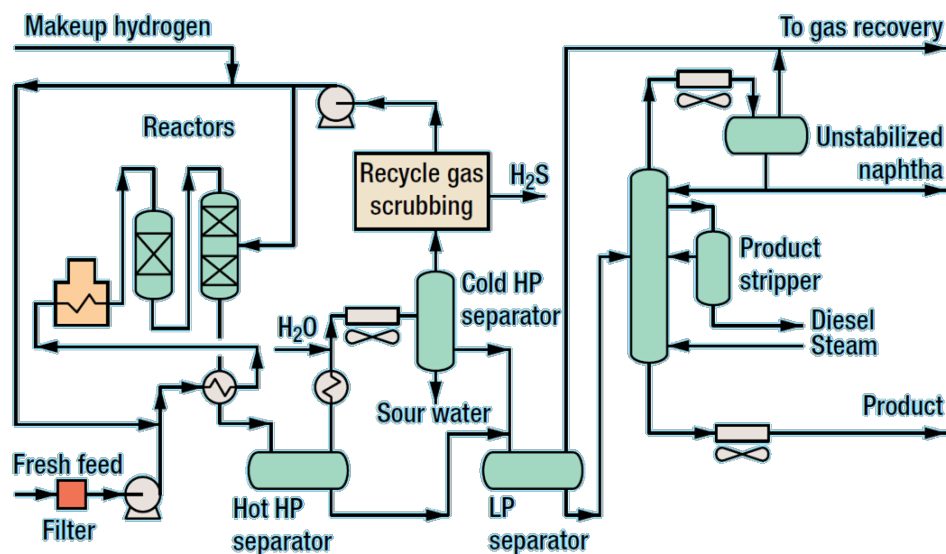 Makeup hydrogen
To gas recovery
Reactors
Recycle gas
scrubbing
H₂S
Unstabilized
naphtha
Cold HP
separator
Product
stripper
H₂O
Diesel
Steam
Sour water
Product
Fresh feed
Filter
Hot HP
separator
LP
separator